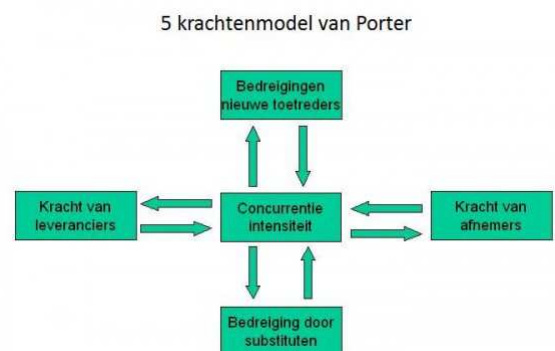 5 krachtenmodel van Porter
Bedreigingen
nieuwe toetreders
Kracht van
leveranciers
Concurrentie
intensiteit
Kracht van
afnemers
Bedreiging door
substituten